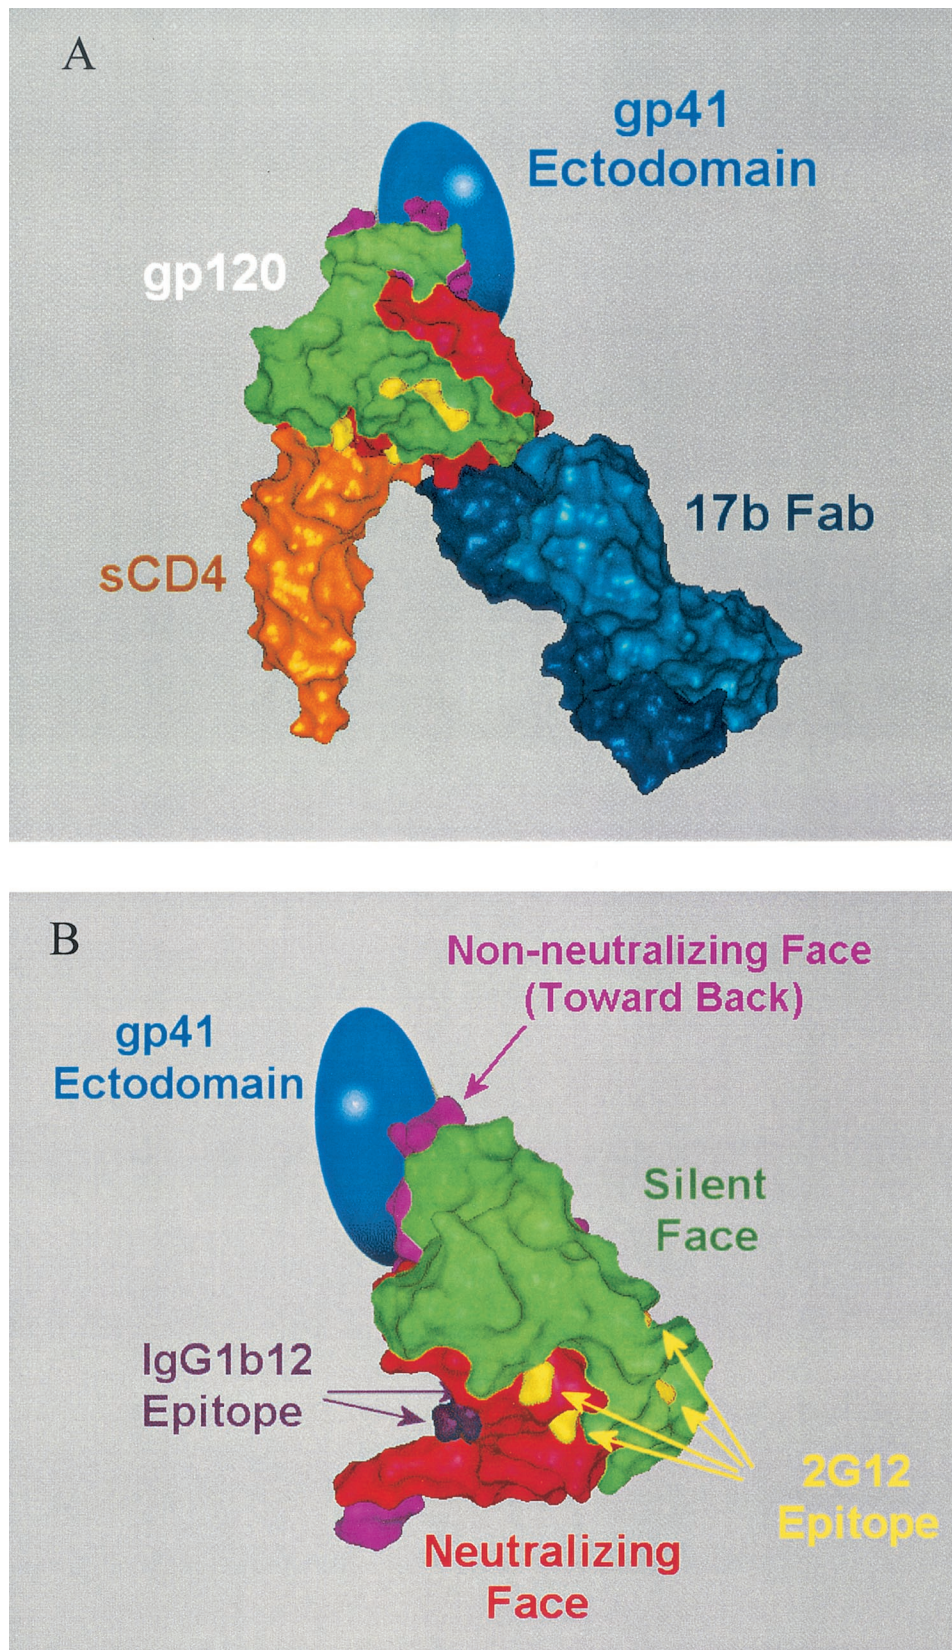 A
gp41
Ectodomain
gp120
17b Fab
sCD4
B
Non-neutralizing Face
(Toward Back)
gp41
Ectodomain
Silent
Face
IgG1b12
Epitope
2G12
Epitope
Neutralizing
Face